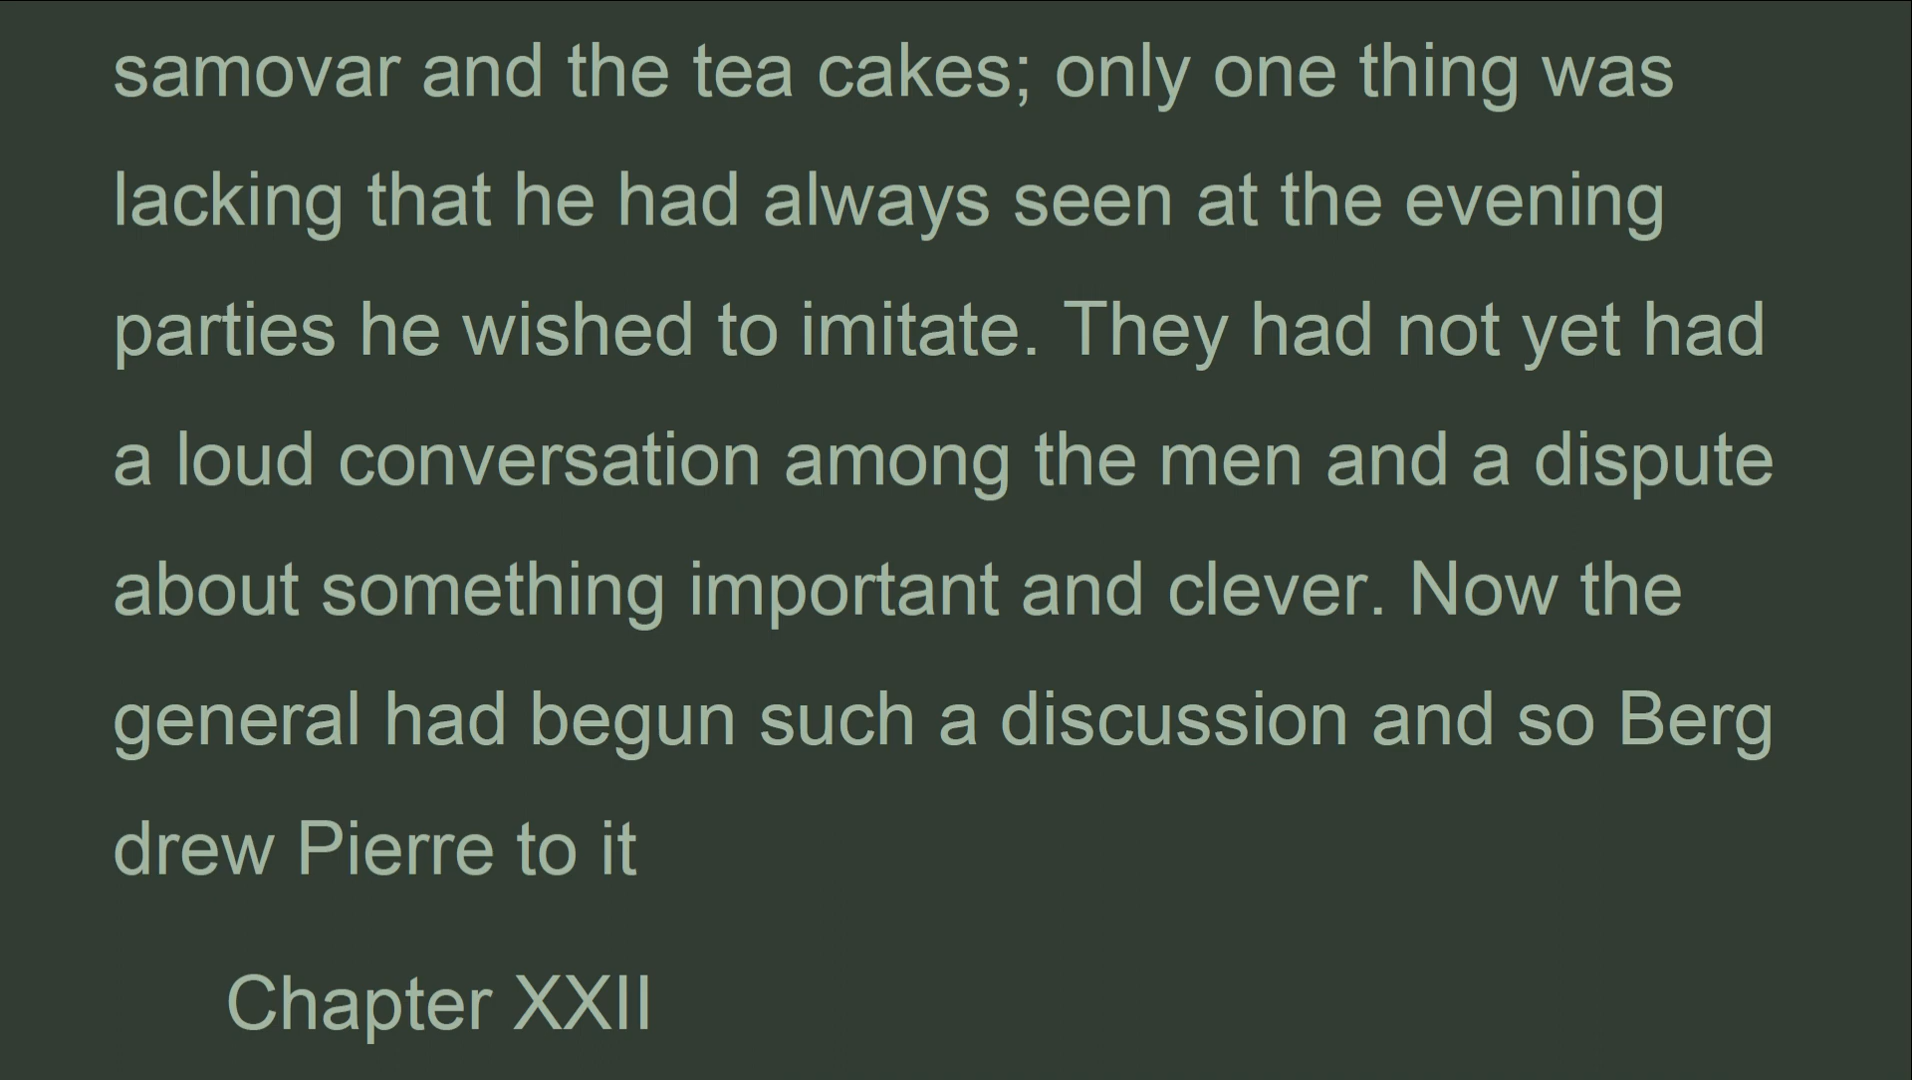 samovar and the tea cakes; only one thing was
lacking that he had always seen at the evening
parties he wished to imitate. They had not yet had
a loud conversation among the men and a dispute
about something important and clever. Now the
general had begun such a discussion and so Berg
drew Pierre to it
Chapter XXII